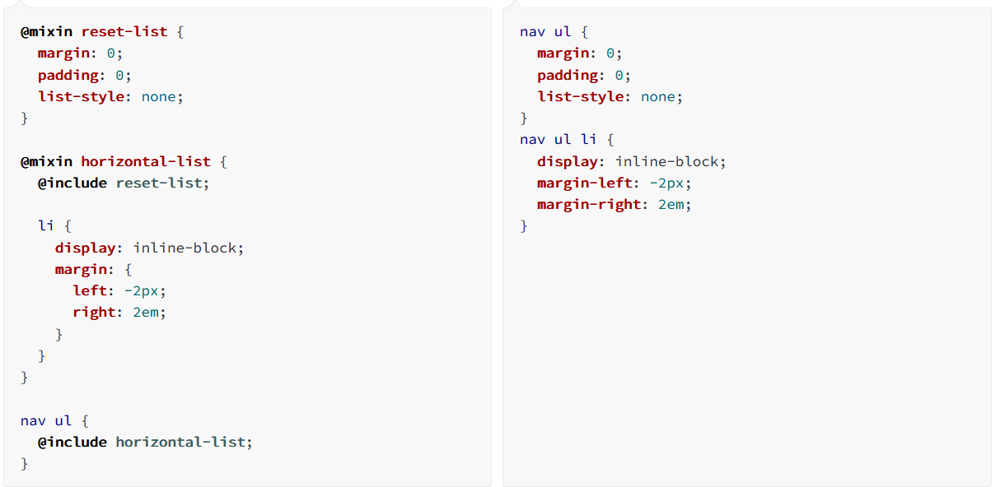 @mixin reset-list {
  margin: 0;
  padding: 0;
  list-style: none;
}

@mixin horizontal-list {
  @include reset-list;

  li {
    display: inline-block;
    margin: {
      left: -2px;
      right: 2em;
    }
  }
}

nav ul {
  @include horizontal-list;
}

nav ul {
  margin: 0;
  padding: 0;
  list-style: none;
}
nav ul li {
  display: inline-block;
  margin-left: -2px;
  margin-right: 2em;
}